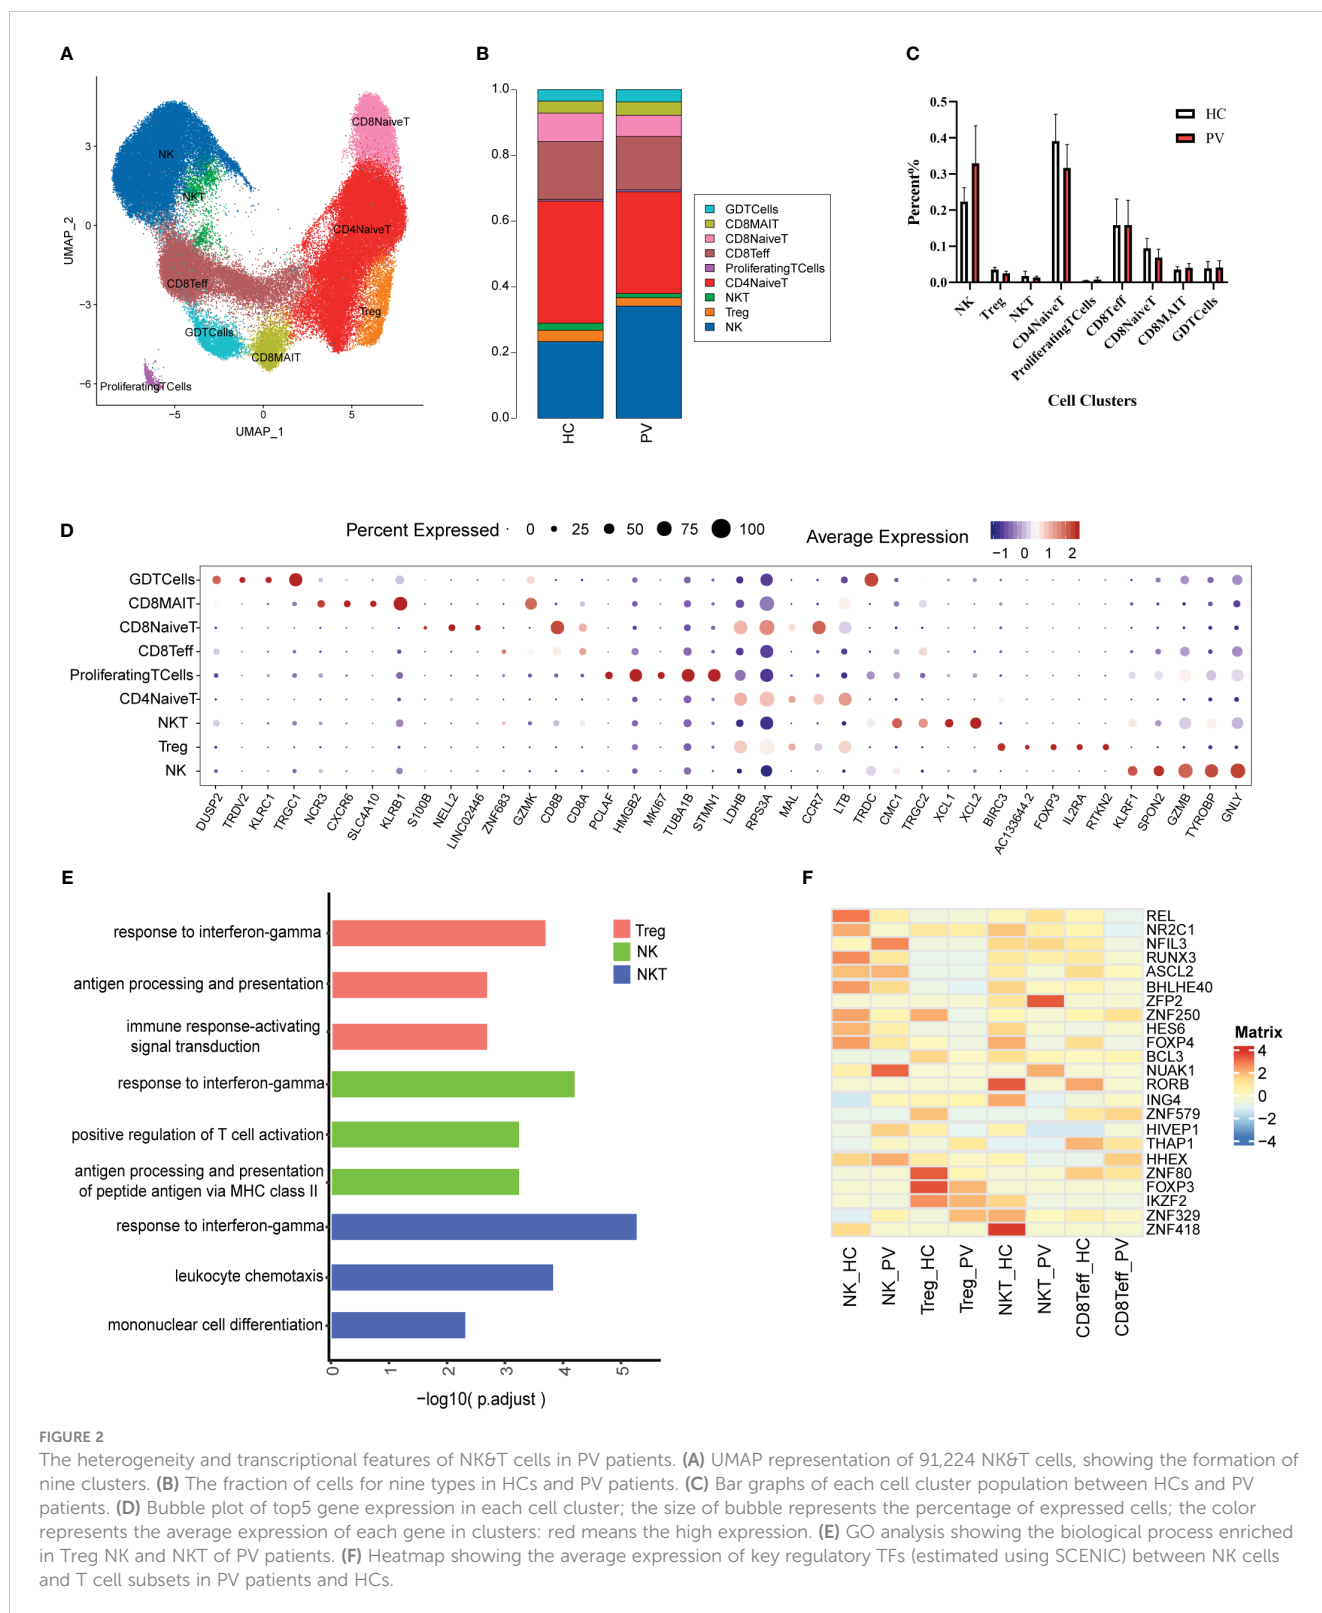 A
CD8NaiveT
NK
NKT
CD4NaiveT
CD8Teff
Treg
GDTCells
CD8MAIT
ProliferatingTCells
3
0
−3
−6
UMAP_2
−5
0
5
UMAP_1
B
1.0
0.8
0.6
0.4
0.2
0.0
HC
PV
GDTCells
CD8MAIT
CD8NaiveT
CD8Teff
ProliferatingTCells
CD4NaiveT
NKT
Treg
NK
C
0.5
0.4
0.3
0.2
0.1
0.0
Percent%
HC
PV
NK
Treg
NKT
CD4NaiveT
ProliferatingTCells
CD8Teff
CD8NaiveT
CD8MAIT
GDTCells
Cell Clusters
D
Percent Expressed
0
25
50
75
100
Average Expression
−1 0 1 2
GDTCells
CD8MAIT
CD8NaiveT
CD8Teff
ProliferatingTCells
CD4NaiveT
NKT
Treg
NK
DUSP2
TRDV2
KLRC1
TRGC1
NCR3
CXCR6
SLC4A10
KLRB1
S100B
NELL2
LINC02446
ZNF683
GZMK
CD8B
CD8A
PCLAF
HMGB2
MKI67
TUBA1B
STMN1
LDHB
RPS3A
MAL
CCR7
LTB
TRDC
CMC1
TRGC2
XCL1
XCL2
BIRC3
AC133644.2
FOXP3
IL2RA
RTKN2
KLRF1
SPON2
GZMB
TYROBP
GNLY
E
response to interferon-gamma
antigen processing and presentation
immune response-activating
signal transduction
response to interferon-gamma
positive regulation of T cell activation
antigen processing and presentation
of peptide antigen via MHC class II
response to interferon-gamma
leukocyte chemotaxis
mononuclear cell differentiation
0
1
2
3
4
5
−log10( p.adjust )
Treg
NK
NKT
F
REL
NR2C1
NFIL3
RUNX3
ASCL2
BHLHE40
ZFP2
ZNF250
HES6
FOXP4
BCL3
NUAK1
RORB
ING4
ZNF579
HIVEP1
THAP1
HHEX
ZNF80
FOXP3
IKZF2
ZNF329
ZNF418
NK_HC
NK_PV
Treg_HC
Treg_PV
NKT_HC
NKT_PV
CD8Teff_HC
CD8Teff_PV
Matrix
4
2
0
−2
−4
FIGURE 2
The heterogeneity and transcriptional features of NK&T cells in PV patients. (A) UMAP representation of 91,224 NK&T cells, showing the formation of
nine clusters. (B) The fraction of cells for nine types in HCs and PV patients. (C) Bar graphs of each cell cluster population between HCs and PV
patients. (D) Bubble plot of top5 gene expression in each cell cluster; the size of bubble represents the percentage of expressed cells; the color
represents the average expression of each gene in clusters: red means the high expression. (E) GO analysis showing the biological process enriched
in Treg NK and NKT of PV patients. (F) Heatmap showing the average expression of key regulatory TFs (estimated using SCENIC) between NK cells
and T cell subsets in PV patients and HCs.